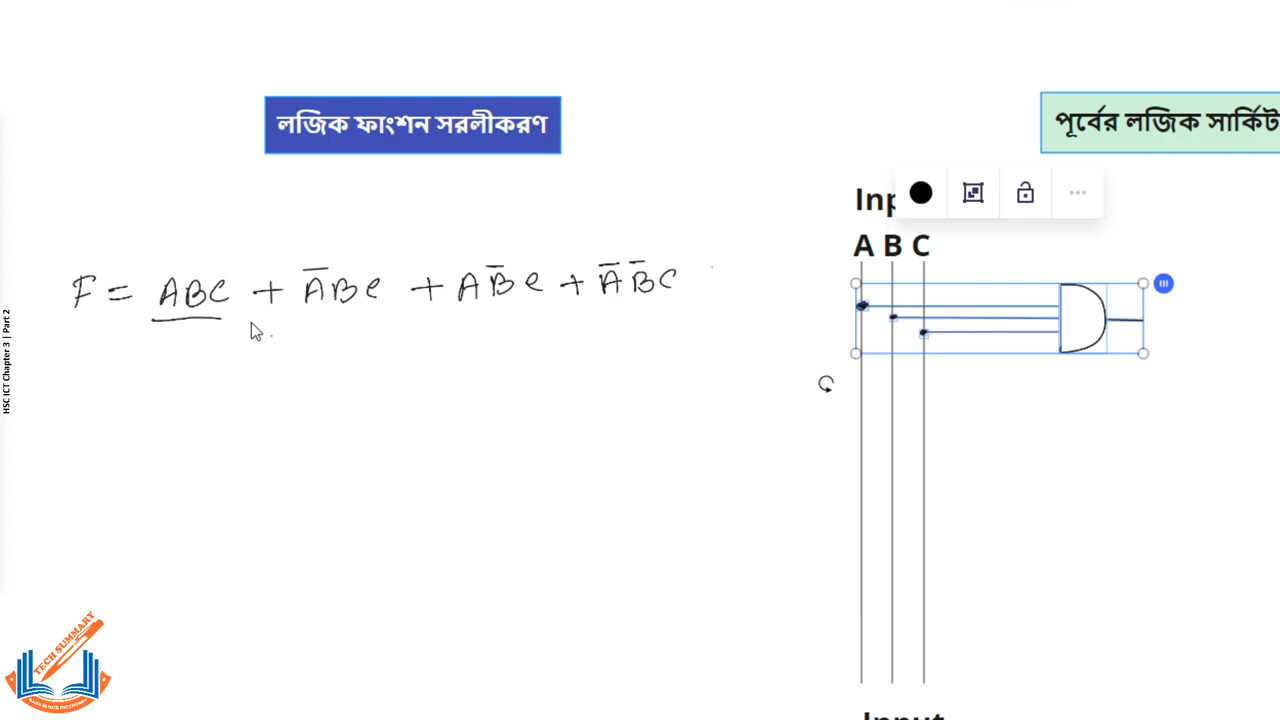 লজিক ফাংশন সরলীকরণ
পূর্বের লজিক সার্কিট
Inp
A B C
F = ABC + A̅BC + AB̅C + A̅B̅C
HSC ICT Chapter 3 | Part 2
TECH SUMMARY
Input